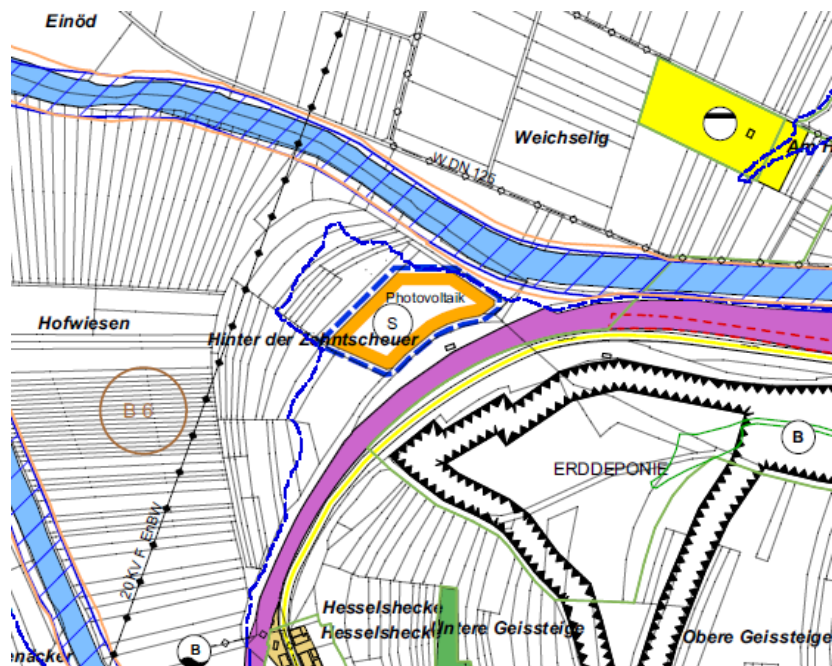 Einöd
Weichselig
W DN 125
Photovoltaik
S
Hofwiesen
Hinter der Zehntscheuer
B 6
B
ERDDEPONIE
20 KV F. EnBW
Hesselshecke
Hesselshecke
Untere Geissteige
Obere Geissteige
B